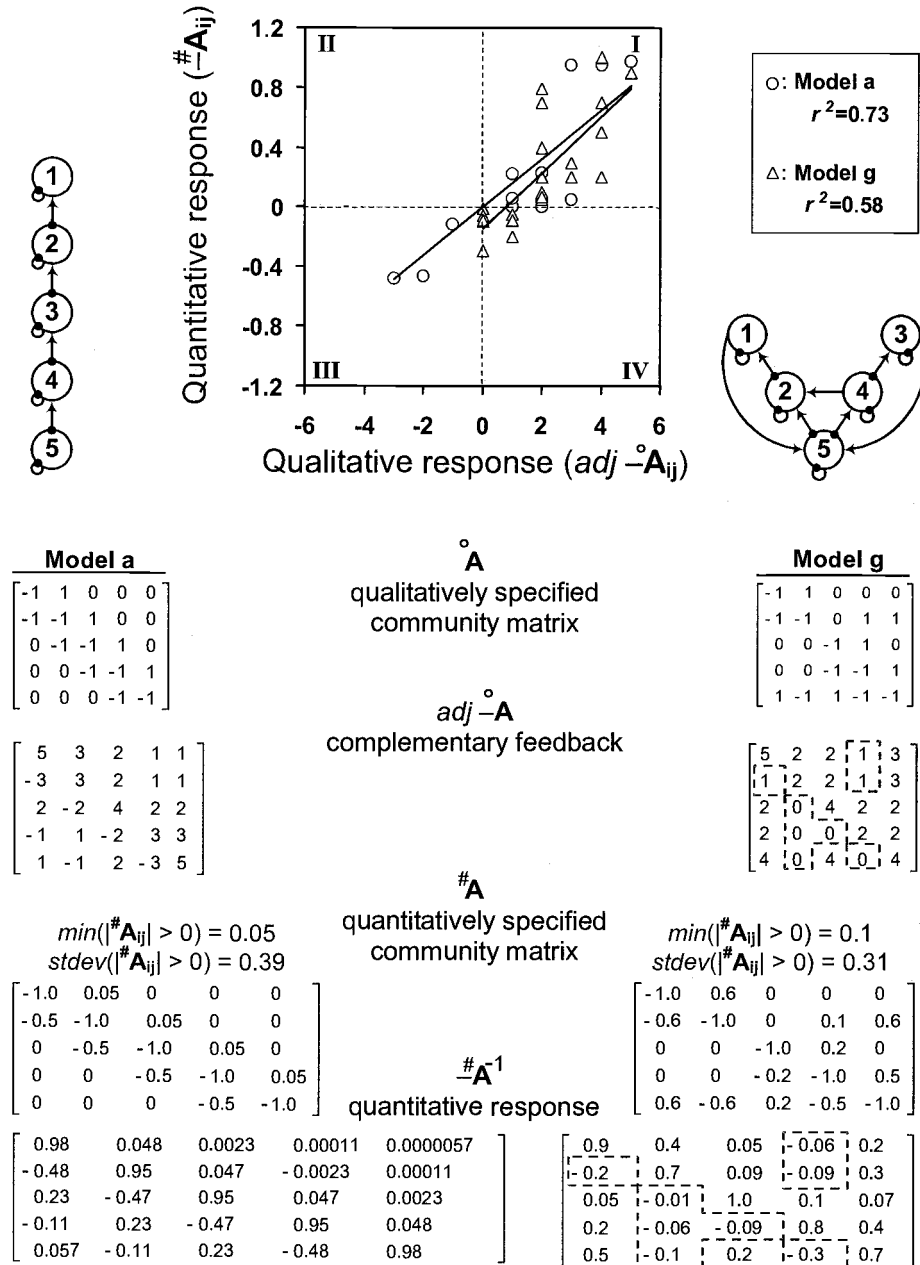 1.2
0.8
0.4
0
-0.4
-0.8
-1.2
-6 -4 -2 0 2 4 6
II I
III IV
Quantitative response (#–A_ij)
Qualitative response (adj –°A_ij)
○: Model a
r²=0.73
△: Model g
r²=0.58
1
2
3
4
5
1 3
2 4
5
Model a
-1 1 0 0 0
-1 -1 1 0 0
0 -1 -1 1 0
0 0 -1 -1 1
0 0 0 -1 -1
°A
qualitatively specified
community matrix
Model g
-1 1 0 0 0
-1 -1 0 1 1
0 0 -1 1 0
0 0 -1 -1 1
1 -1 1 -1 -1
adj –°A
complementary feedback
5 3 2 1 1
-3 3 2 1 1
2 -2 4 2 2
-1 1 -2 3 3
1 -1 2 -3 5
5 2 2 1 3
1 2 2 1 3
2 0 4 2 2
2 0 0 2 2
4 0 4 0 4
#A
quantitatively specified
community matrix
min(|#A_ij| > 0) = 0.05
stdev(|#A_ij| > 0) = 0.39
-1.0 0.05 0 0 0
-0.5 -1.0 0.05 0 0
0 -0.5 -1.0 0.05 0
0 0 -0.5 -1.0 0.05
0 0 0 -0.5 -1.0
min(|#A_ij| > 0) = 0.1
stdev(|#A_ij| > 0) = 0.31
-1.0 0.6 0 0 0
-0.6 -1.0 0 0.1 0.6
0 0 -1.0 0.2 0
0 0 -0.2 -1.0 0.5
0.6 -0.6 0.2 -0.5 -1.0
#–A⁻¹
quantitative response
0.98 0.048 0.0023 0.00011 0.0000057
-0.48 0.95 0.047 -0.0023 0.00011
0.23 -0.47 0.95 0.047 0.0023
-0.11 0.23 -0.47 0.95 0.048
0.057 -0.11 0.23 -0.48 0.98
0.9 0.4 0.05 -0.06 0.2
-0.2 0.7 0.09 -0.09 0.3
0.05 -0.01 1.0 0.1 0.07
0.2 -0.06 -0.09 0.8 0.4
0.5 -0.1 0.2 -0.3 0.7